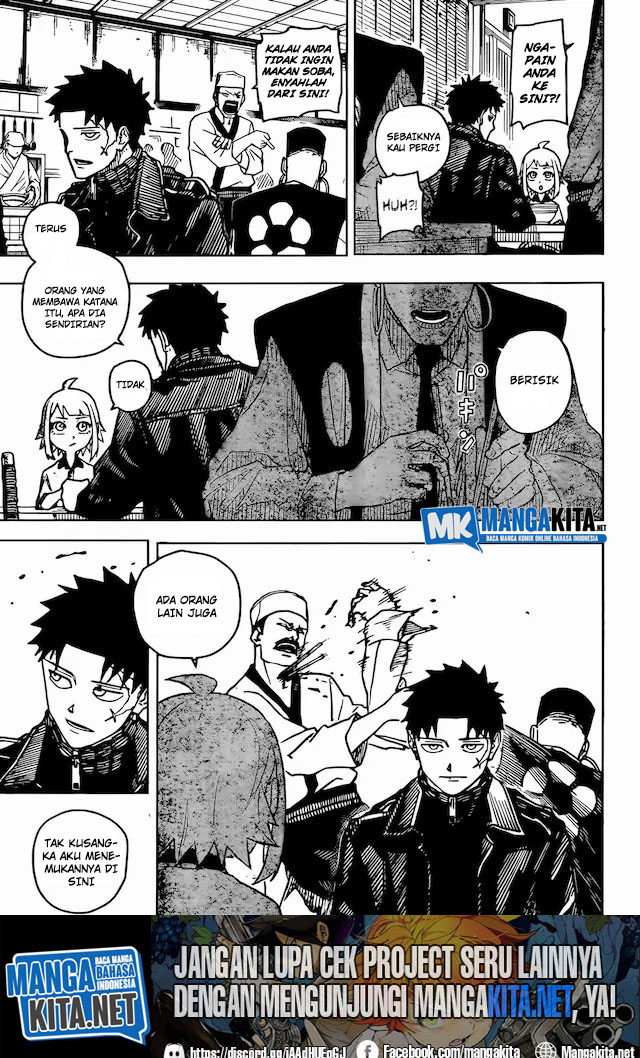 KALAU ANDA
TIDAK INGIN
MAKAN SOBA,
ENYAHLAH
DARI SINI!
NGA-
PAIN
ANDA
KE
SINI?!
SEBAIKNYA
KAU PERGI
HUH?!
TERUS
ORANG YANG
MEMBAWA KATANA
ITU, APA DIA
SENDIRIAN?
TIDAK
BERISIK
パキン
MK MANGAKITA.NET
BACA MANGA KOMIK ONLINE BAHASA INDONESIA
ADA ORANG
LAIN JUGA
TAK KUSANG-
KA AKU MENE-
MUKANNYA DI
SINI
MANGA BACA MANGA
BAHASA
INDONESIA
KITA.NET
JANGAN LUPA CEK PROJECT SERU LAINNYA
DENGAN MENGUNJUNGI MANGAKITA.NET, YA!
Facebook.com/mangakita
Mangakita.net